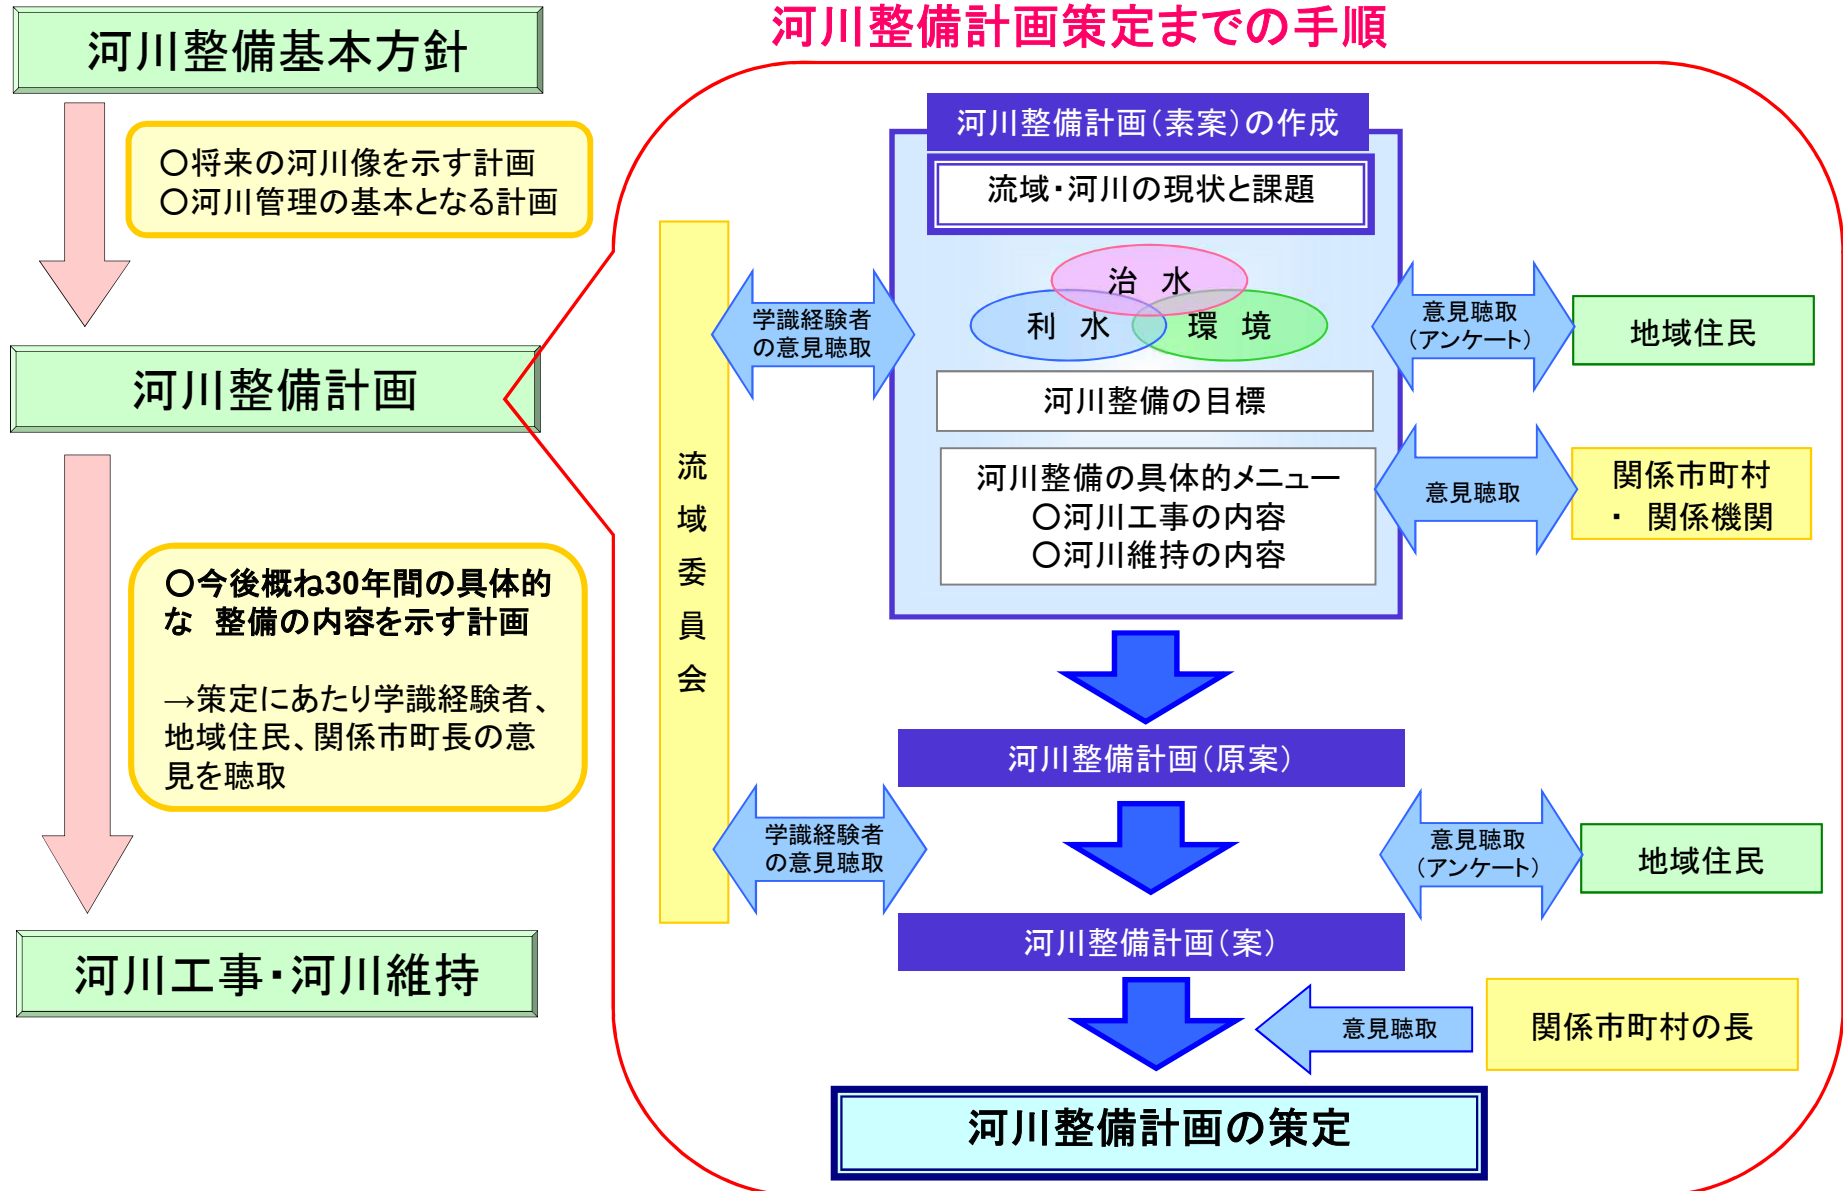 河川整備計画策定までの手順
河川整備基本方針
○将来の河川像を示す計画
○河川管理の基本となる計画
河川整備計画
○今後概ね30年間の具体的
な　整備の内容を示す計画
→策定にあたり学識経験者、
地域住民、関係市町長の意
見を聴取
河川工事・河川維持
流域委員会
河川整備計画（素案）の作成
流域・河川の現状と課題
治　水
利　水
環　境
河川整備の目標
河川整備の具体的メニュー
○河川工事の内容
○河川維持の内容
学識経験者
の意見聴取
意見聴取
（アンケート）
地域住民
意見聴取
関係市町村
・　関係機関
河川整備計画（原案）
学識経験者
の意見聴取
意見聴取
（アンケート）
地域住民
河川整備計画（案）
意見聴取
関係市町村の長
河川整備計画の策定